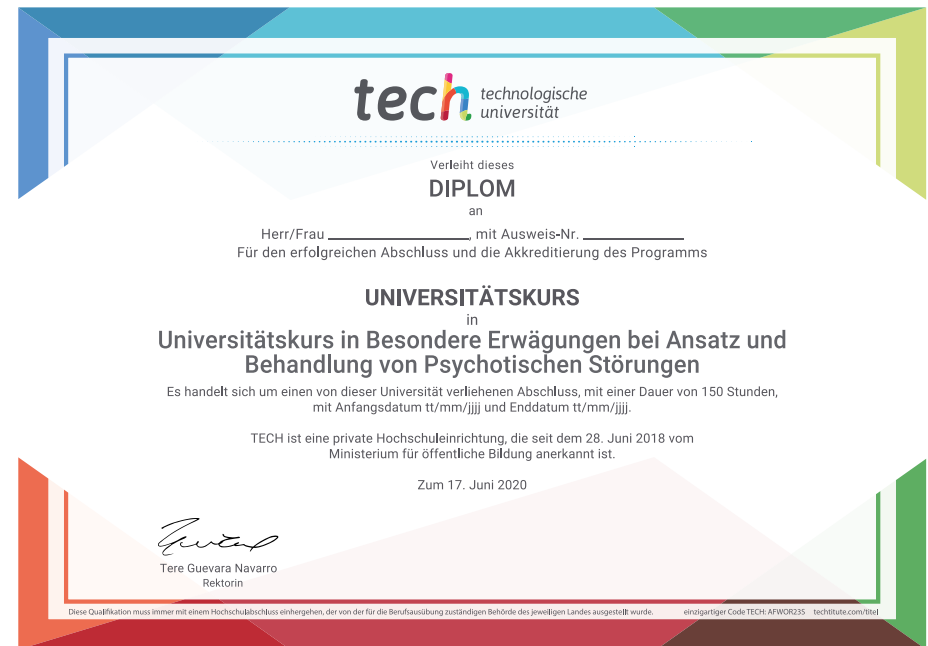 tech technologische
universität
Verleiht dieses
DIPLOM
an
Herr/Frau ____________, mit Ausweis-Nr. ____________
Für den erfolgreichen Abschluss und die Akkreditierung des Programms
UNIVERSITÄTSKURS
in
Universitätskurs in Besondere Erwägungen bei Ansatz und
Behandlung von Psychotischen Störungen
Es handelt sich um einen von dieser Universität verliehenen Abschluss, mit einer Dauer von 150 Stunden,
mit Anfangsdatum tt/mm/jjjj und Enddatum tt/mm/jjjj.
TECH ist eine private Hochschuleinrichtung, die seit dem 28. Juni 2018 vom
Ministerium für öffentliche Bildung anerkannt ist.
Zum 17. Juni 2020
Tere Guevara Navarro
Rektorin
Diese Qualifikation muss immer mit einem Hochschulabschluss einhergehen, der von der für die Berufsausübung zuständigen Behörde des jeweiligen Landes ausgestellt wurde. einzigartiger Code TECH: AFWOR235 techtitute.com/titel